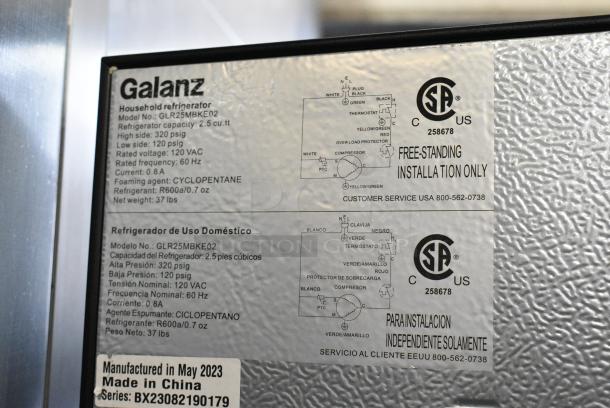 Galanz
Household refrigerator
Model No.: GLR25MBKE02
Refrigerator capacity: 2.5 cu.ft
High side: 320 psig
Low side: 120 psig
Rated voltage: 120 VAC
Rated frequency: 60 Hz
Current: 0.8A
Foaming agent: CYCLOPENTANE
Refrigerant: R600a/0.7 oz
Net weight: 37 lbs
N E L
PLUG
WHITE
BLACK
GREEN
BLACK
THERMOSTAT
YELLOW/GREEN
RED
OVER LOAD PROTECTOR
WHITE
COMPRESSOR
PTC
YELLOW/GREEN
SA ®
C US
258678
FREE-STANDING
INSTALLATION ONLY
CUSTOMER SERVICE USA 800-562-0738
Refrigerador de Uso Doméstico
Modelo No.: GLR25MBKE02
Capacidad del Refrigerador: 2.5 pies cúbicos
Alta Presión: 320 psig
Baja Presión: 120 psig
Tensión Nominal: 120 VAC
Frecuencia Nominal: 60 Hz
Corriente: 0.8A
Agente Espumante: CICLOPENTANO
Refrigerante: R600a/0.7 oz
Peso Neto: 37 lbs
N E L
CLAVIJA
BLANCO
NEGRO
VERDE
TERMOSTATO
VERDE/AMARILLO
ROJO
PROTECTOR DE SOBRECARGA
BLANCO
COMPRESOR
PTC
VERDE/AMARILLO
SA ®
C US
258678
PARA INSTALACION
INDEPENDIENTE SOLAMENTE
SERVICIO AL CLIENTE EEUU 800-562-0738
Manufactured in May 2023
Made in China
Series: BX23082190179